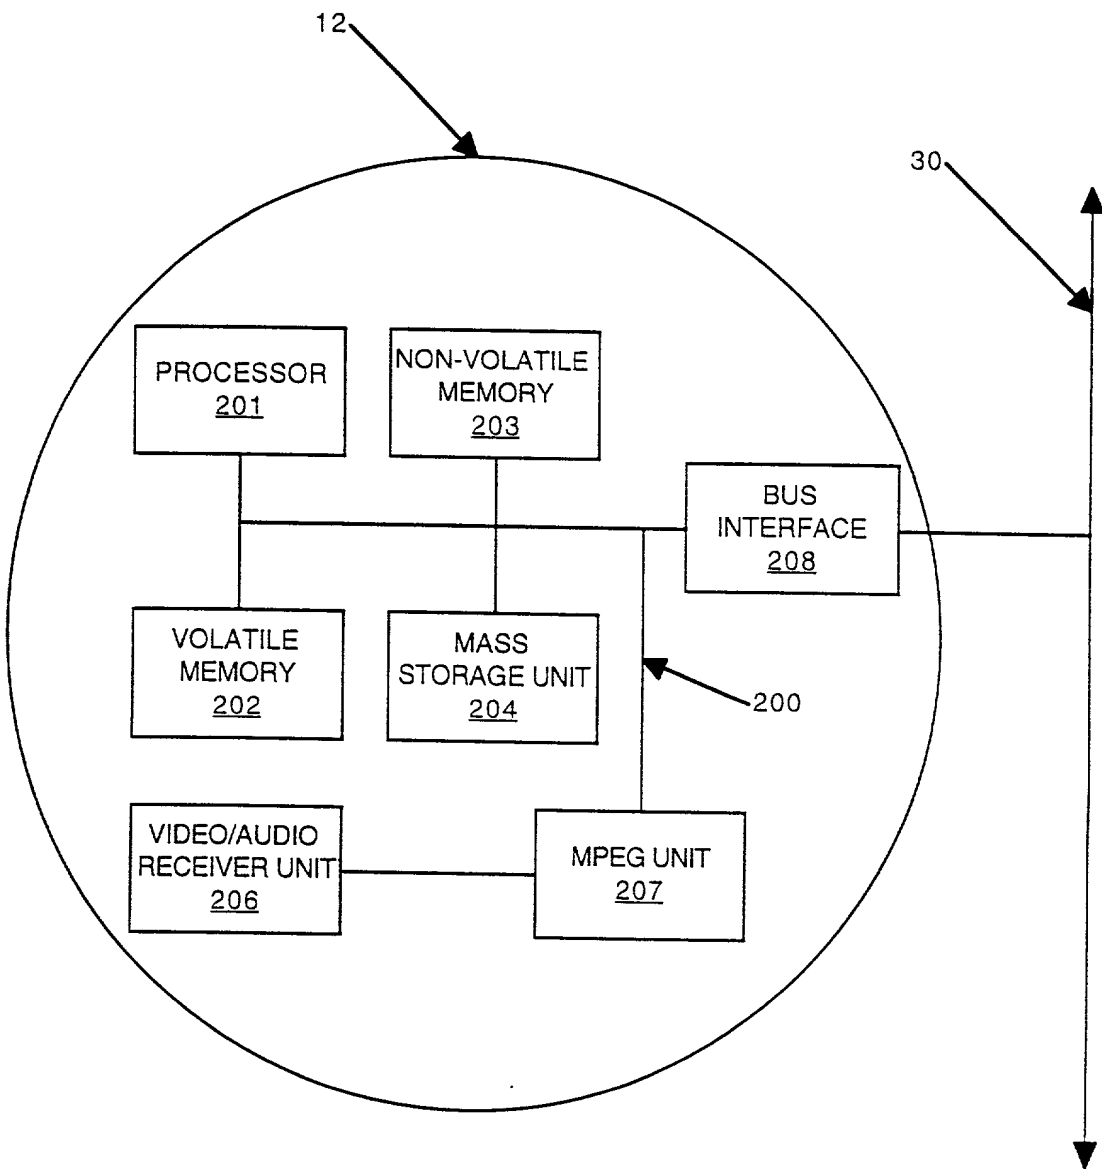 12
30
PROCESSOR
201
NON-VOLATILE
MEMORY
203
BUS
INTERFACE
208
VOLATILE
MEMORY
202
MASS
STORAGE UNIT
204
200
VIDEO/AUDIO
RECEIVER UNIT
206
MPEG UNIT
207